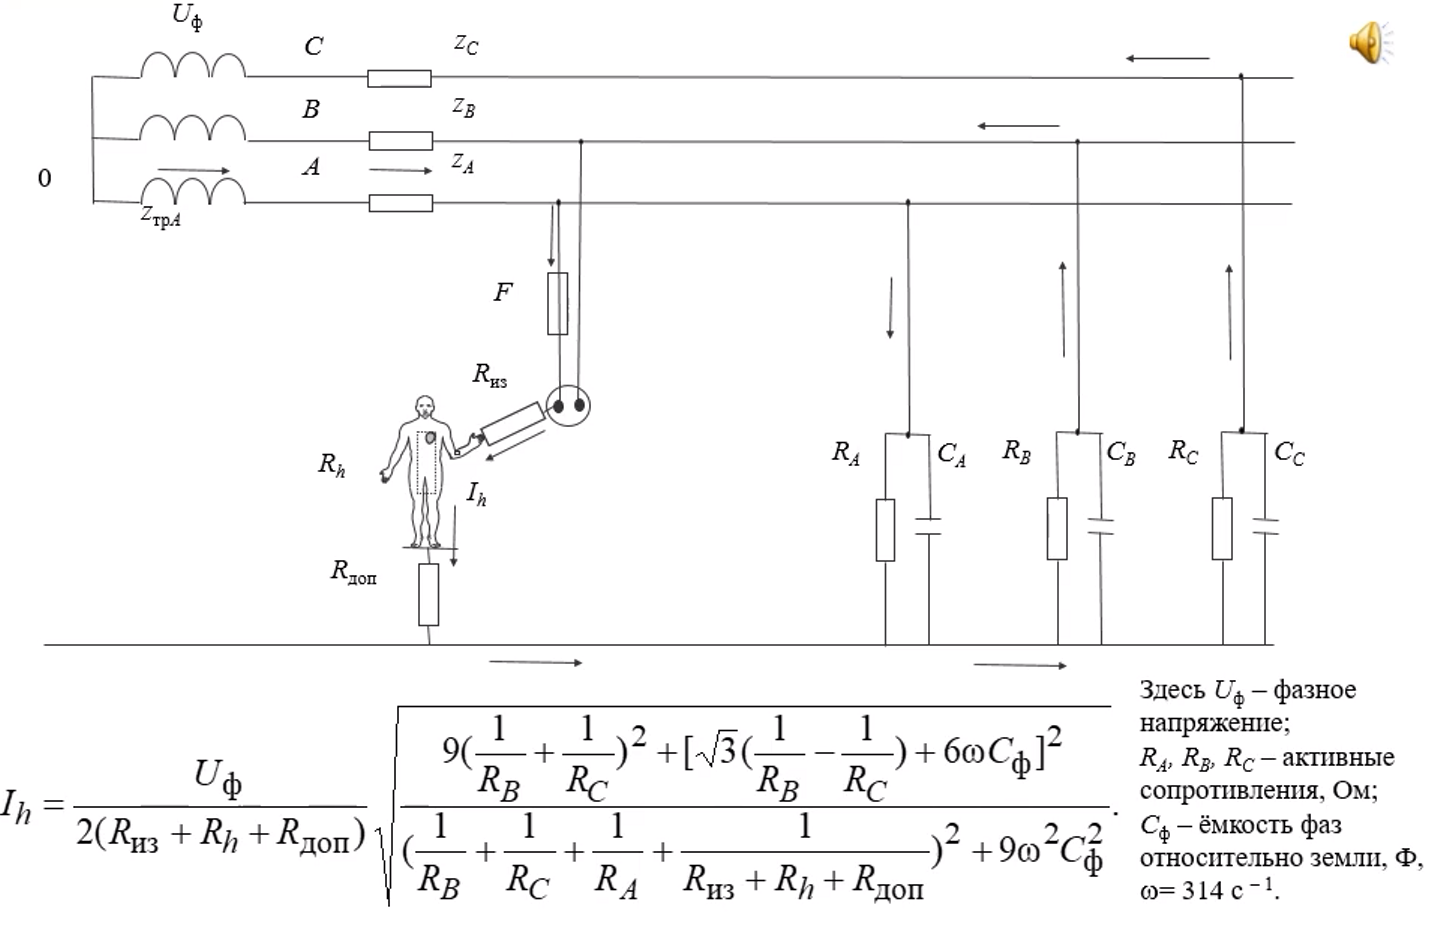 Uф
C
zC
B
zB
A
zA
0
zтрA
F
Rиз
Rh
Ih
Rдоп
RA
CA
RB
CB
RC
CC
Здесь Uф – фазное
напряжение;
RA, RB, RC – активные
сопротивления, Ом;
Cф – ёмкость фаз
относительно земли, Ф,
ω= 314 с⁻¹.
Ih = Uф / 2(Rиз + Rh + Rдоп) √( 9(1/RB + 1/RC)² + [√3(1/RB − 1/RC) + 6ωCф]² / (1/RB + 1/RC + 1/RA + 1/(Rиз + Rh + Rдоп))² + 9ω²Cф² ).